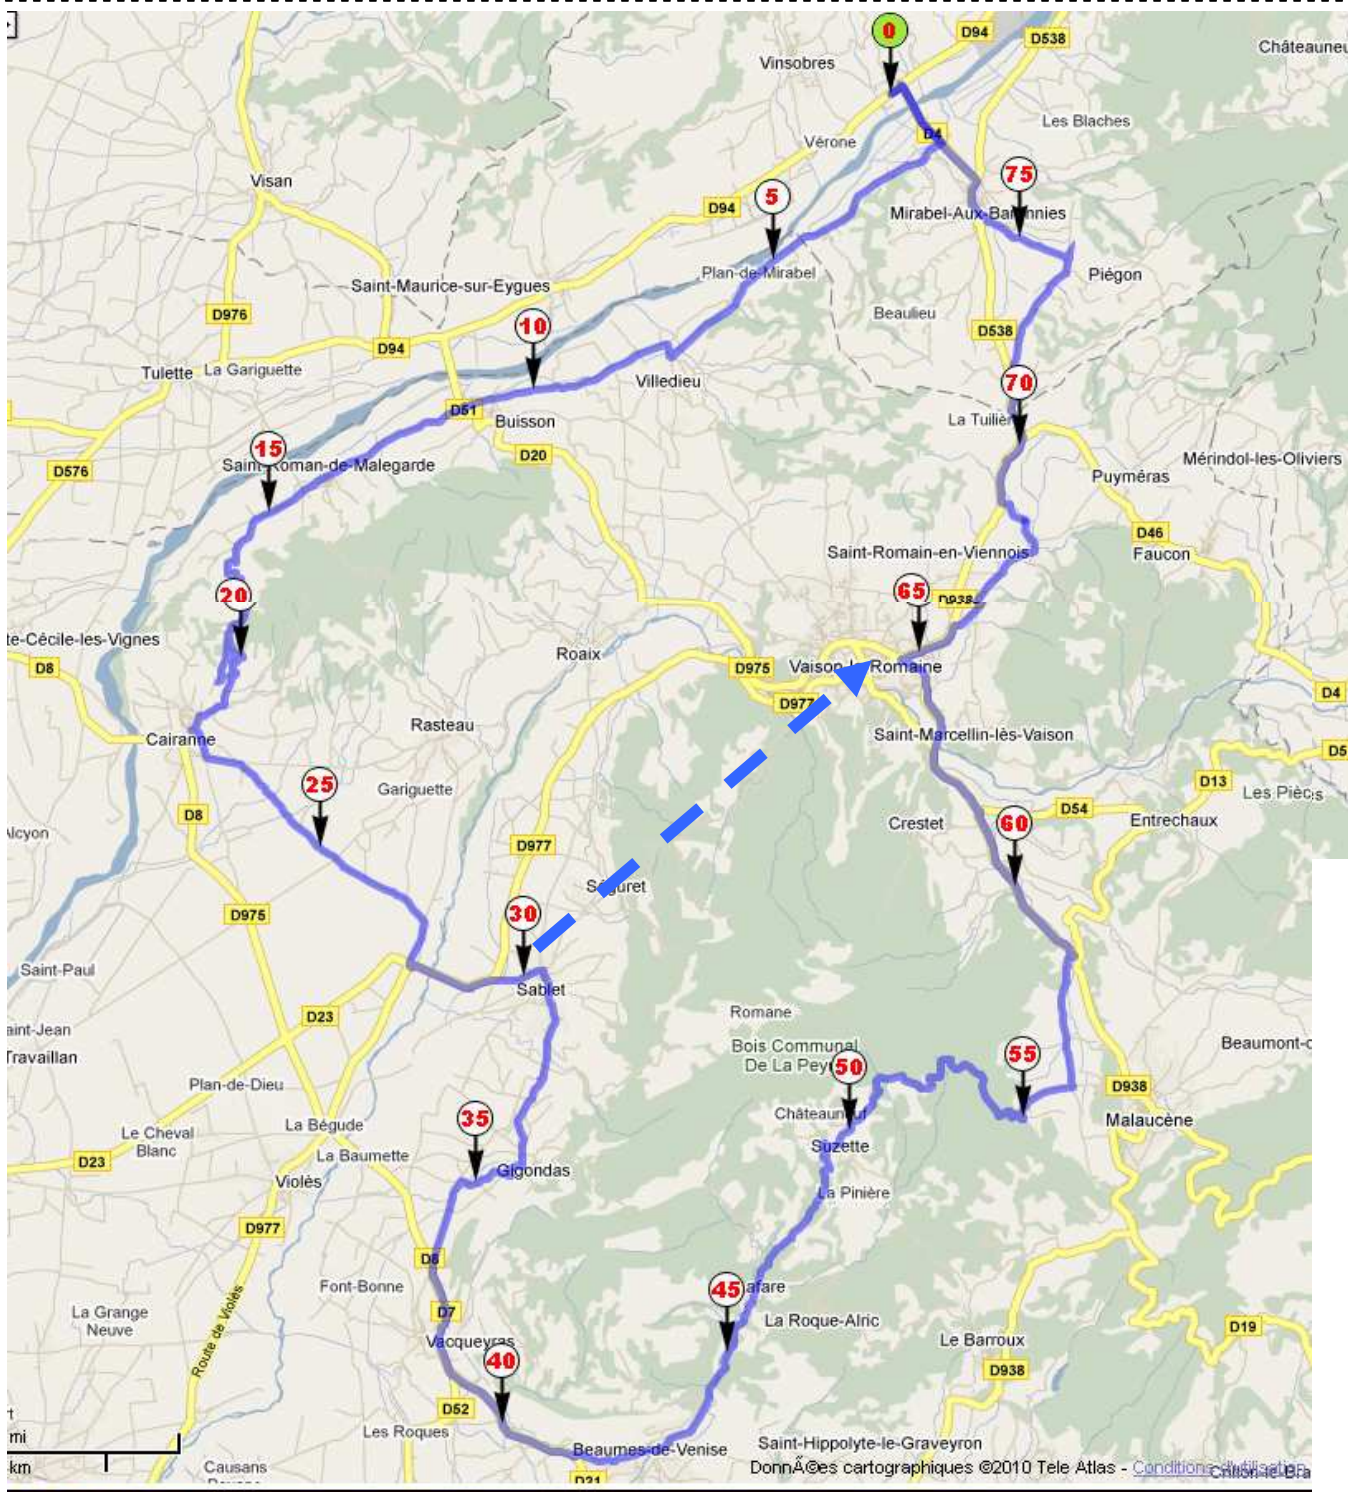 0
D94
D538
Châteauneu
Vinsobres
Les Blaches
D4
Vérone
75
Visan
5
D94
Mirabel-Aux-Baronnies
Plan-de-Mirabel
Piégon
Saint-Maurice-sur-Eygues
D976
10
Beaulieu
D538
D94
Tulette
La Gariguette
Villedieu
70
D51
Buisson
La Tuilièr
15
D20
Saint-Roman-de-Malegarde
D576
Mérindol-les-Oliviers
Puyméras
D46
Saint-Romain-en-Viennois
Faucon
20
65
D938
te-Cécile-les-Vignes
Roaix
D8
D975
Vaison-la-Romaine
D4
D977
Rasteau
Cairanne
Saint-Marcellin-lès-Vaison
D5
25
Gariguette
D13
Les Pièces
D8
D54
Alcyon
Crestet
60
Entrechaux
D977
Séguret
D975
30
Saint-Paul
Sablet
D23
Romane
aint-Jean
Travaillan
Bois Communal
De La Pey
50
55
Beaumont-c
Plan-de-Dieu
D938
Châteauneuf
Malaucène
35
La Bégude
Le Cheval
Blanc
Suzette
D23
La Baumette
Gigondas
Violès
La Pinière
D977
D8
Font-Bonne
45
afare
La Grange
Neuve
D7
La Roque-Alric
D19
Route de Violès
Vacqueyras
Le Barroux
40
D938
D52
Les Roques
mi
Beaumes-de-Venise
Saint-Hippolyte-le-Graveyron
km
Causans
D21
DonnÃ©es cartographiques ©2010 Tele Atlas - Conditions d'utilisation